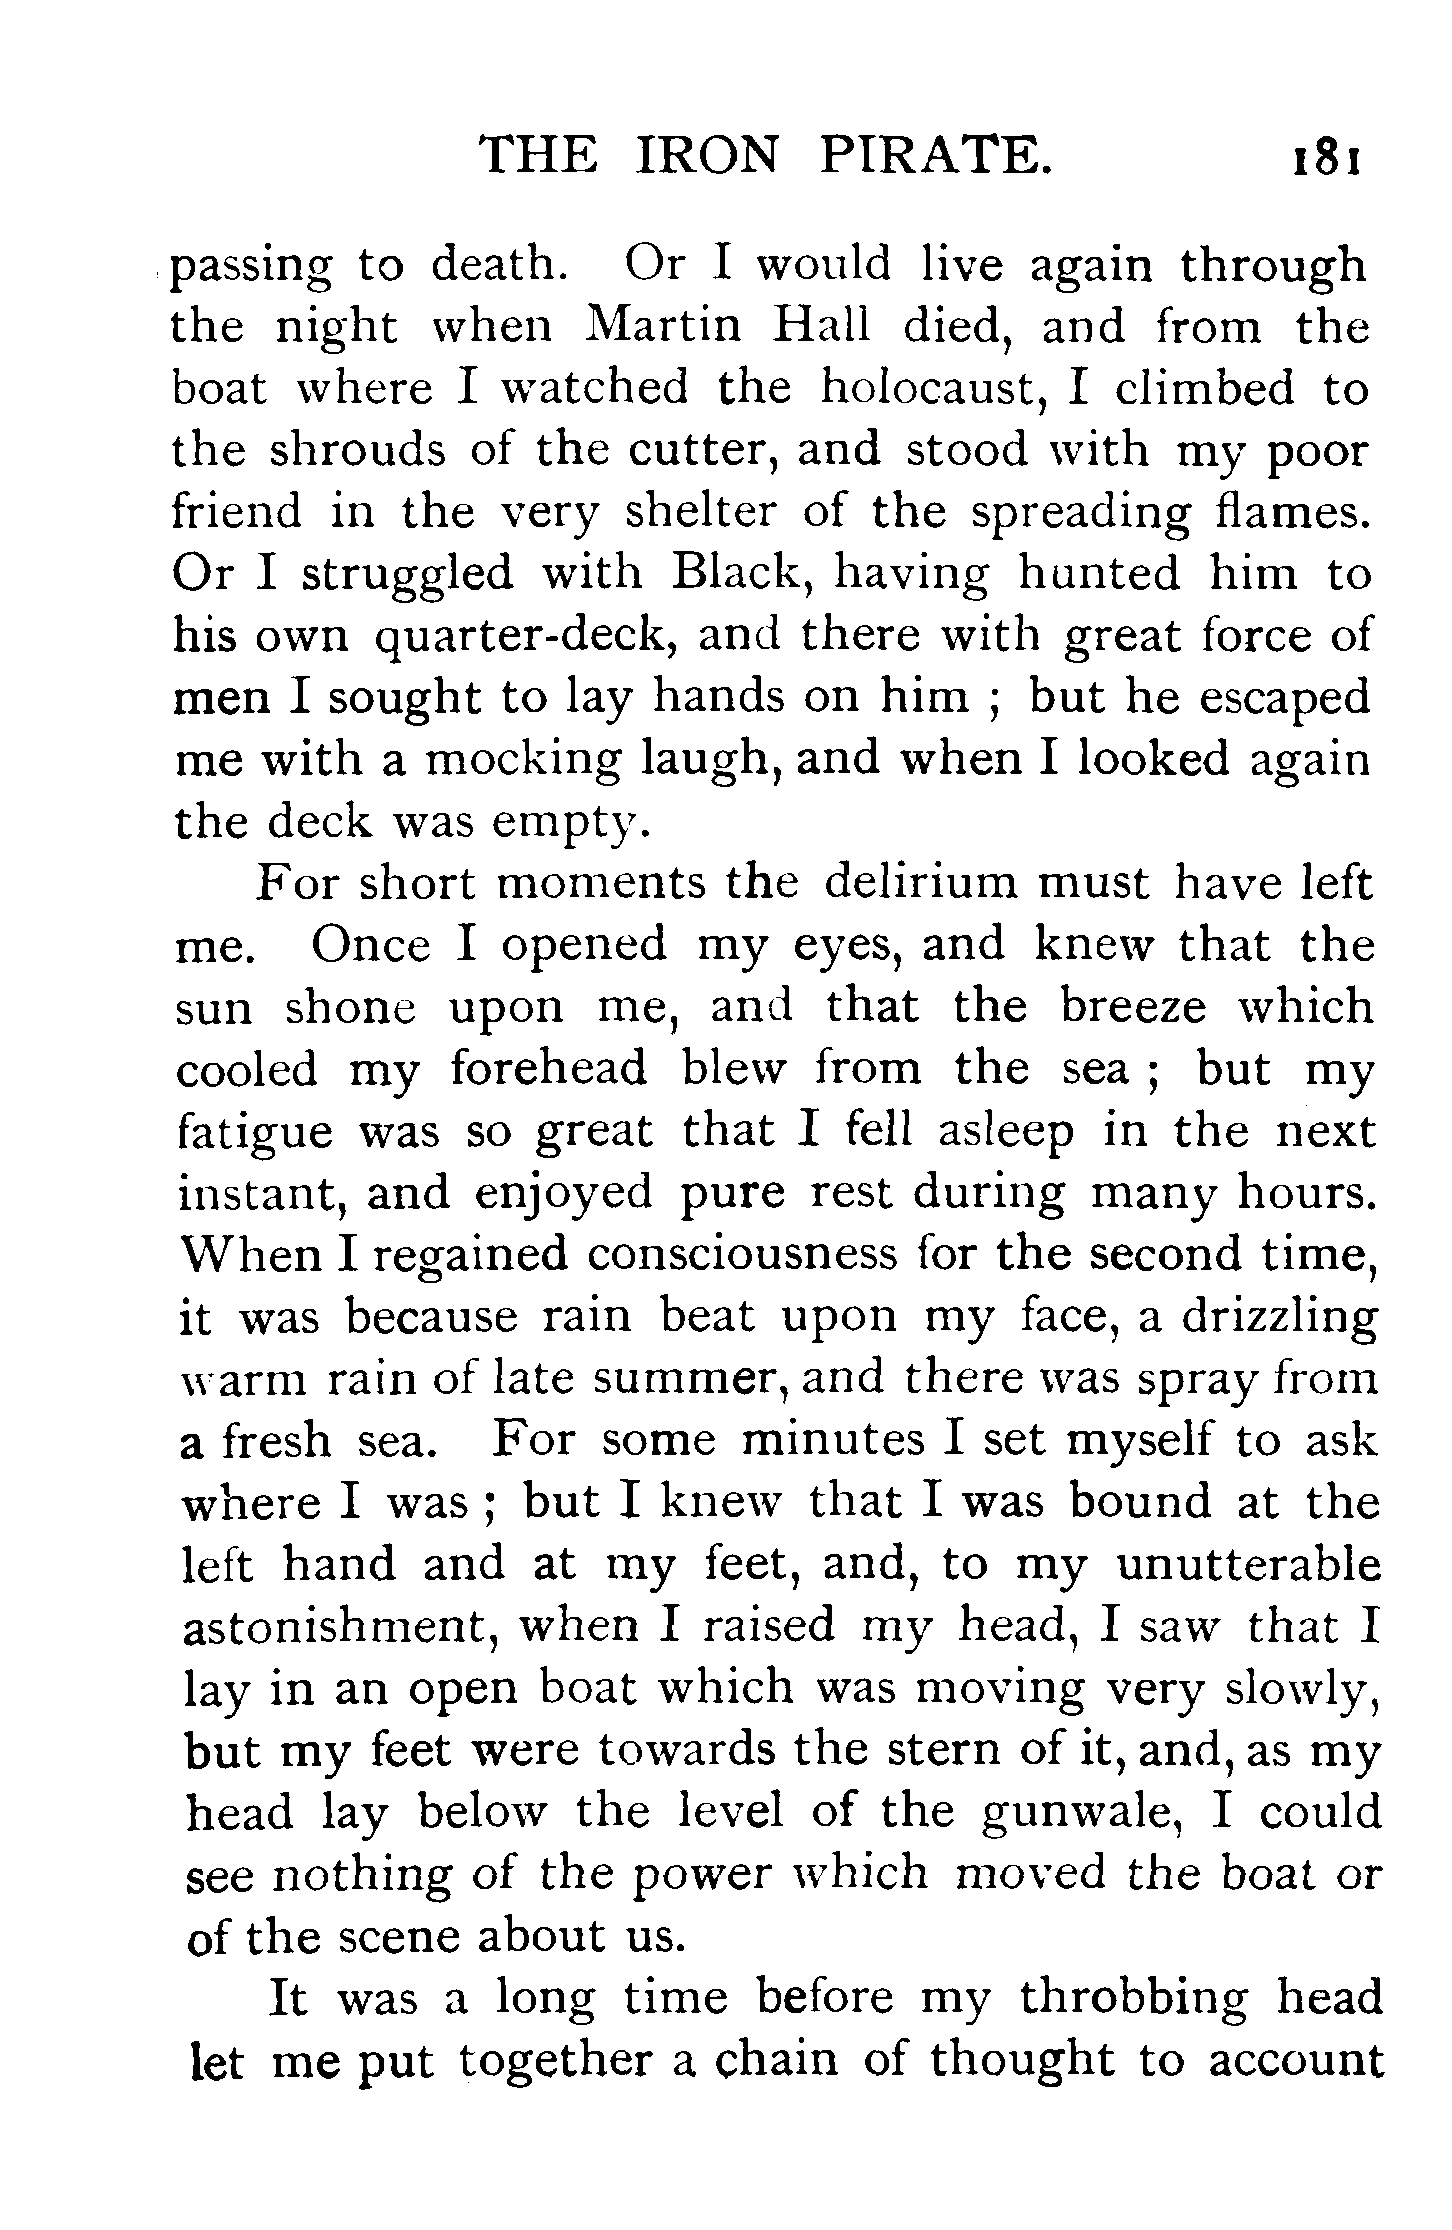 THE IRON PIRATE. 181
passing to death. Or I would live again through
the night when Martin Hall died, and from the
boat where I watched the holocaust, I climbed to
the shrouds of the cutter, and stood with my poor
friend in the very shelter of the spreading flames.
Or I struggled with Black, having hunted him to
his own quarter-deck, and there with great force of
men I sought to lay hands on him ; but he escaped
me with a mocking laugh, and when I looked again
the deck was empty.
For short moments the delirium must have left
me. Once I opened my eyes, and knew that the
sun shone upon me, and that the breeze which
cooled my forehead blew from the sea ; but my
fatigue was so great that I fell asleep in the next
instant, and enjoyed pure rest during many hours.
When I regained consciousness for the second time,
it was because rain beat upon my face, a drizzling
warm rain of late summer, and there was spray from
a fresh sea. For some minutes I set myself to ask
where I was ; but I knew that I was bound at the
left hand and at my feet, and, to my unutterable
astonishment, when I raised my head, I saw that I
lay in an open boat which was moving very slowly,
but my feet were towards the stern of it, and, as my
head lay below the level of the gunwale, I could
see nothing of the power which moved the boat or
of the scene about us.
It was a long time before my throbbing head
let me put together a chain of thought to account